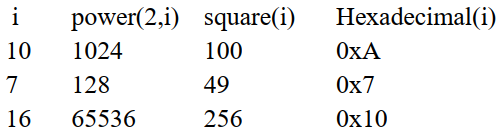 i power(2,i) square(i) Hexadecimal(i)
10 1024 100 0xA
7 128 49 0x7
16 65536 256 0x10